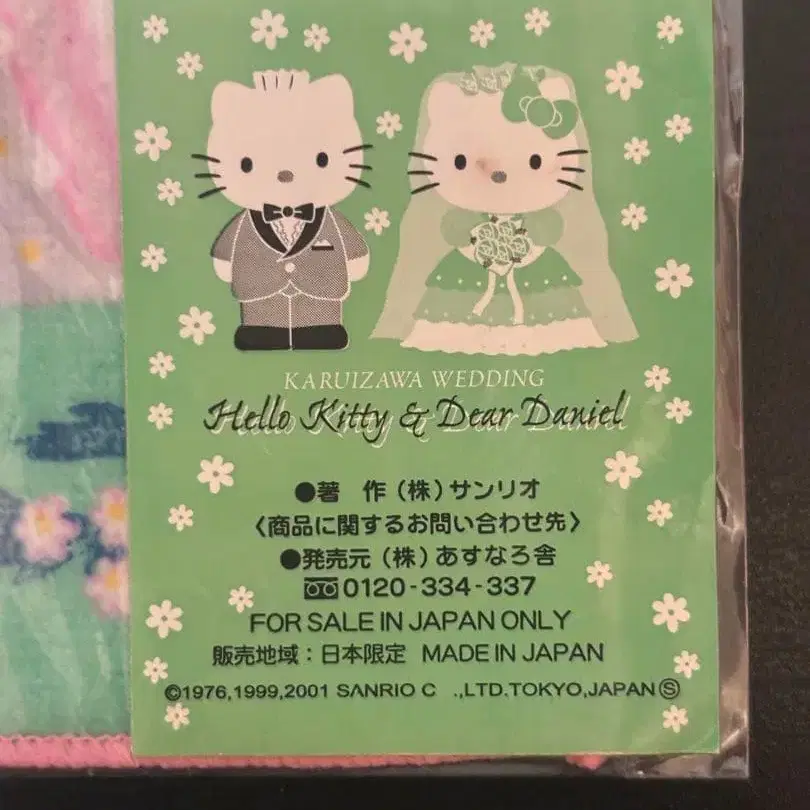 KARUIZAWA WEDDING
Hello Kitty & Dear Daniel
●著　作（株）サンリオ
〈商品に関するお問い合わせ先〉
●発売元（株）あすなろ舎
0120-334-337
FOR SALE IN JAPAN ONLY
販売地域：日本限定 MADE IN JAPAN
©1976,1999,2001 SANRIO C .,LTD.TOKYO,JAPAN Ⓢ